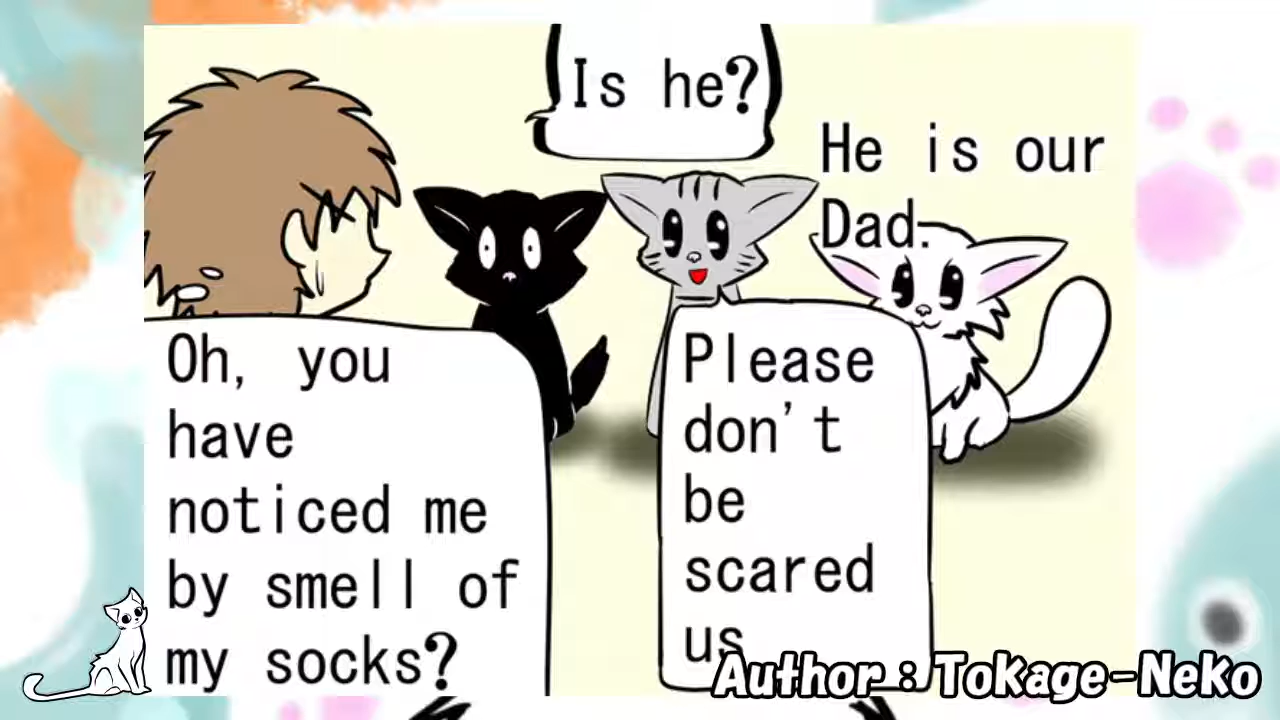 Is he?
He is our
Dad.
Oh, you
have
noticed me
by smell of
my socks?
Please
don't
be
scared
us
Author : Tokage-Neko